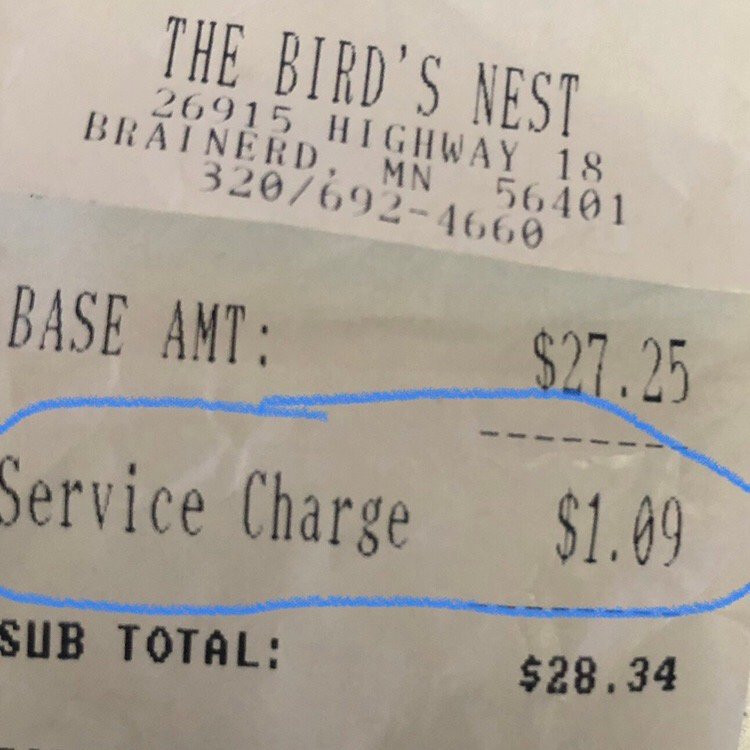 THE BIRD'S NEST
26915 HIGHWAY 18
BRAINERD, MN 56401
320/692-4660
BASE AMT: $27.25
Service Charge $1.09
SUB TOTAL: $28.34